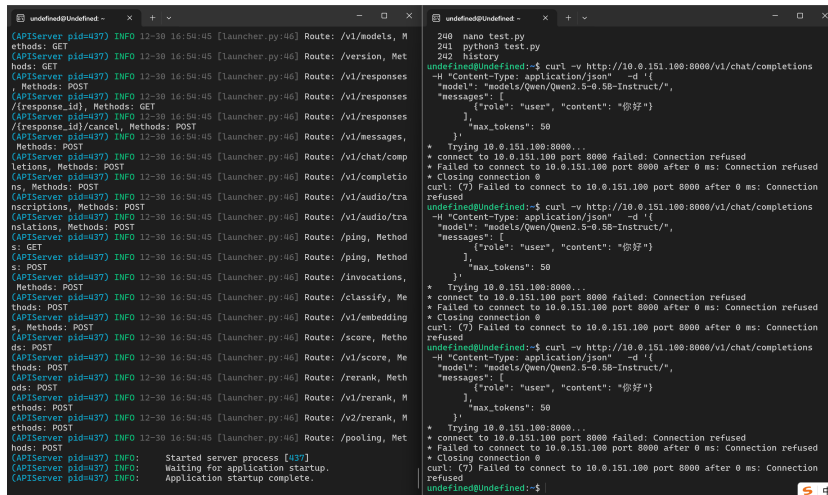 undefined@Undefined: ~
(APIServer pid=437) INFO 12-30 16:54:45 [launcher.py:46] Route: /v1/models, M
ethods: GET
(APIServer pid=437) INFO 12-30 16:54:45 [launcher.py:46] Route: /version, Met
hods: GET
(APIServer pid=437) INFO 12-30 16:54:45 [launcher.py:46] Route: /v1/responses
, Methods: POST
(APIServer pid=437) INFO 12-30 16:54:45 [launcher.py:46] Route: /v1/responses
/{response_id}, Methods: GET
(APIServer pid=437) INFO 12-30 16:54:45 [launcher.py:46] Route: /v1/responses
/{response_id}/cancel, Methods: POST
(APIServer pid=437) INFO 12-30 16:54:45 [launcher.py:46] Route: /v1/messages,
 Methods: POST
(APIServer pid=437) INFO 12-30 16:54:45 [launcher.py:46] Route: /v1/chat/comp
letions, Methods: POST
(APIServer pid=437) INFO 12-30 16:54:45 [launcher.py:46] Route: /v1/completio
ns, Methods: POST
(APIServer pid=437) INFO 12-30 16:54:45 [launcher.py:46] Route: /v1/audio/tra
nscriptions, Methods: POST
(APIServer pid=437) INFO 12-30 16:54:45 [launcher.py:46] Route: /v1/audio/tra
nslations, Methods: POST
(APIServer pid=437) INFO 12-30 16:54:45 [launcher.py:46] Route: /ping, Method
s: GET
(APIServer pid=437) INFO 12-30 16:54:45 [launcher.py:46] Route: /ping, Method
s: POST
(APIServer pid=437) INFO 12-30 16:54:45 [launcher.py:46] Route: /invocations,
 Methods: POST
(APIServer pid=437) INFO 12-30 16:54:45 [launcher.py:46] Route: /classify, Me
thods: POST
(APIServer pid=437) INFO 12-30 16:54:45 [launcher.py:46] Route: /v1/embedding
s, Methods: POST
(APIServer pid=437) INFO 12-30 16:54:45 [launcher.py:46] Route: /score, Metho
ds: POST
(APIServer pid=437) INFO 12-30 16:54:45 [launcher.py:46] Route: /v1/score, Me
thods: POST
(APIServer pid=437) INFO 12-30 16:54:45 [launcher.py:46] Route: /rerank, Meth
ods: POST
(APIServer pid=437) INFO 12-30 16:54:45 [launcher.py:46] Route: /v1/rerank, M
ethods: POST
(APIServer pid=437) INFO 12-30 16:54:45 [launcher.py:46] Route: /v2/rerank, M
ethods: POST
(APIServer pid=437) INFO 12-30 16:54:45 [launcher.py:46] Route: /pooling, Met
hods: POST
(APIServer pid=437) INFO:     Started server process [437]
(APIServer pid=437) INFO:     Waiting for application startup.
(APIServer pid=437) INFO:     Application startup complete.
undefined@Undefined: ~
240  nano test.py
241  python3 test.py
242  history
undefined@Undefined:~$ curl -v http://10.0.151.100:8000/v1/chat/completions
 -H "Content-Type: application/json"   -d '{
"model": "models/Qwen/Qwen2.5-0.5B-Instruct/",
"messages": [
{"role": "user", "content": "你好"}
],
"max_tokens": 50
}'
*   Trying 10.0.151.100:8000...
* connect to 10.0.151.100 port 8000 failed: Connection refused
* Failed to connect to 10.0.151.100 port 8000 after 0 ms: Connection refused
* Closing connection 0
curl: (7) Failed to connect to 10.0.151.100 port 8000 after 0 ms: Connection
refused
undefined@Undefined:~$ curl -v http://10.0.151.100:8000/v1/chat/completions
 -H "Content-Type: application/json"   -d '{
"model": "models/Qwen/Qwen2.5-0.5B-Instruct/",
"messages": [
{"role": "user", "content": "你好"}
],
"max_tokens": 50
}'
*   Trying 10.0.151.100:8000...
* connect to 10.0.151.100 port 8000 failed: Connection refused
* Failed to connect to 10.0.151.100 port 8000 after 0 ms: Connection refused
* Closing connection 0
curl: (7) Failed to connect to 10.0.151.100 port 8000 after 0 ms: Connection
refused
undefined@Undefined:~$ curl -v http://10.0.151.100:8000/v1/chat/completions
 -H "Content-Type: application/json"   -d '{
"model": "models/Qwen/Qwen2.5-0.5B-Instruct/",
"messages": [
{"role": "user", "content": "你好"}
],
"max_tokens": 50
}'
*   Trying 10.0.151.100:8000...
* connect to 10.0.151.100 port 8000 failed: Connection refused
* Failed to connect to 10.0.151.100 port 8000 after 0 ms: Connection refused
* Closing connection 0
curl: (7) Failed to connect to 10.0.151.100 port 8000 after 0 ms: Connection
refused
undefined@Undefined:~$